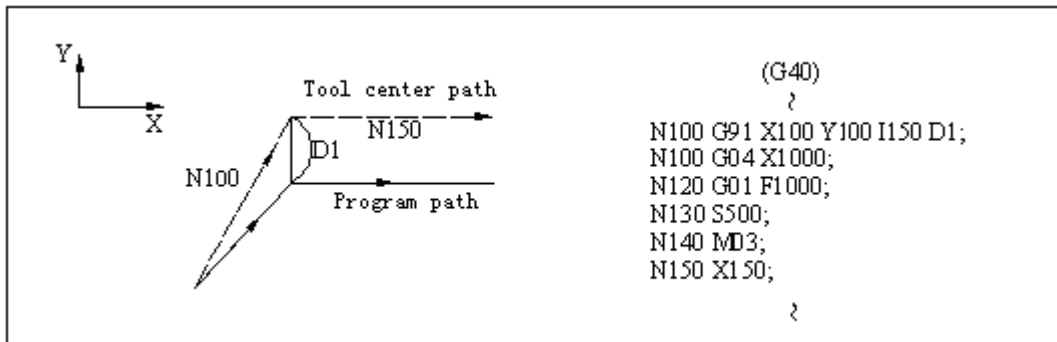 Y
X
Tool center path
N150
D1
N100
Program path
(G40)
~
N100 G91 X100 Y100 I150 D1;
N100 G04 X1000;
N120 G01 F1000;
N130 S500;
N140 M03;
N150 X150;
~